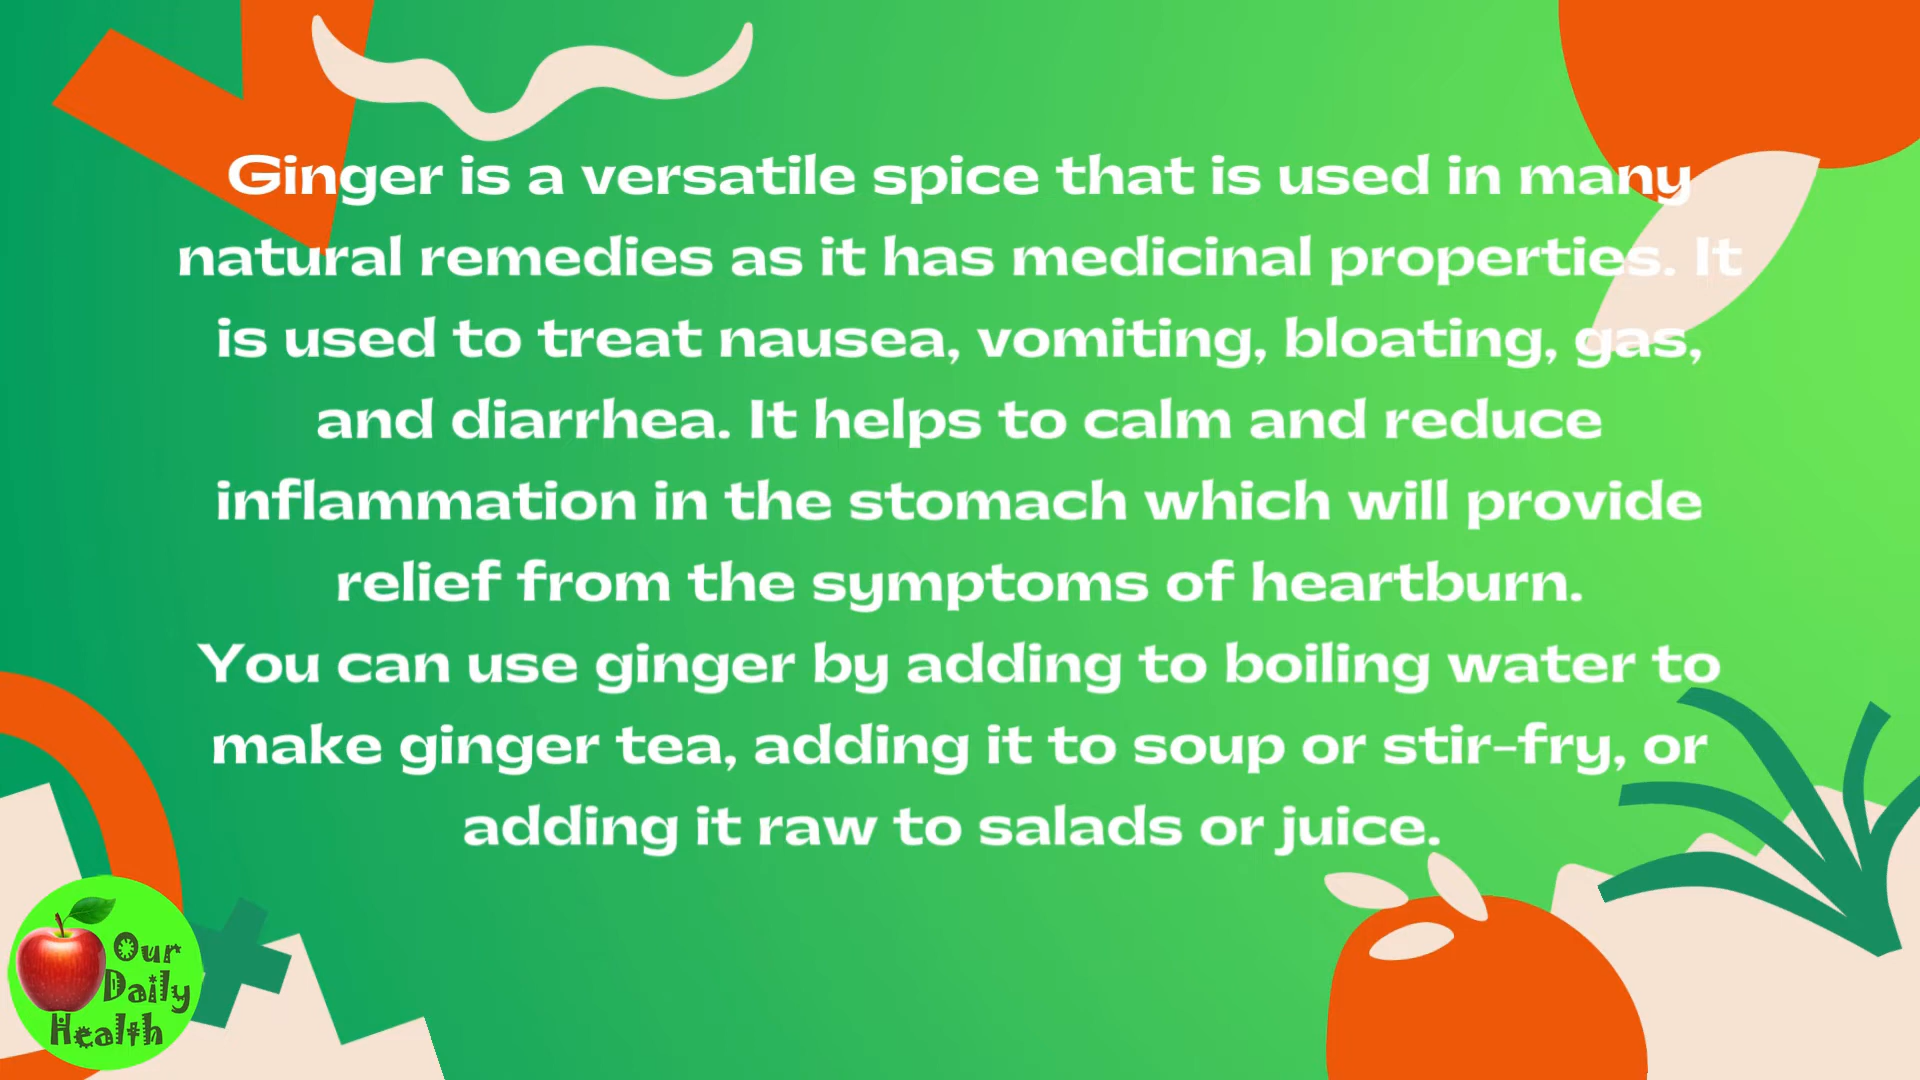 Ginger is a versatile spice that is used in many
natural remedies as it has medicinal properties. It
is used to treat nausea, vomiting, bloating, gas,
and diarrhea. It helps to calm and reduce
inflammation in the stomach which will provide
relief from the symptoms of heartburn.
You can use ginger by adding to boiling water to
make ginger tea, adding it to soup or stir-fry, or
adding it raw to salads or juice.
Our
Daily
Health